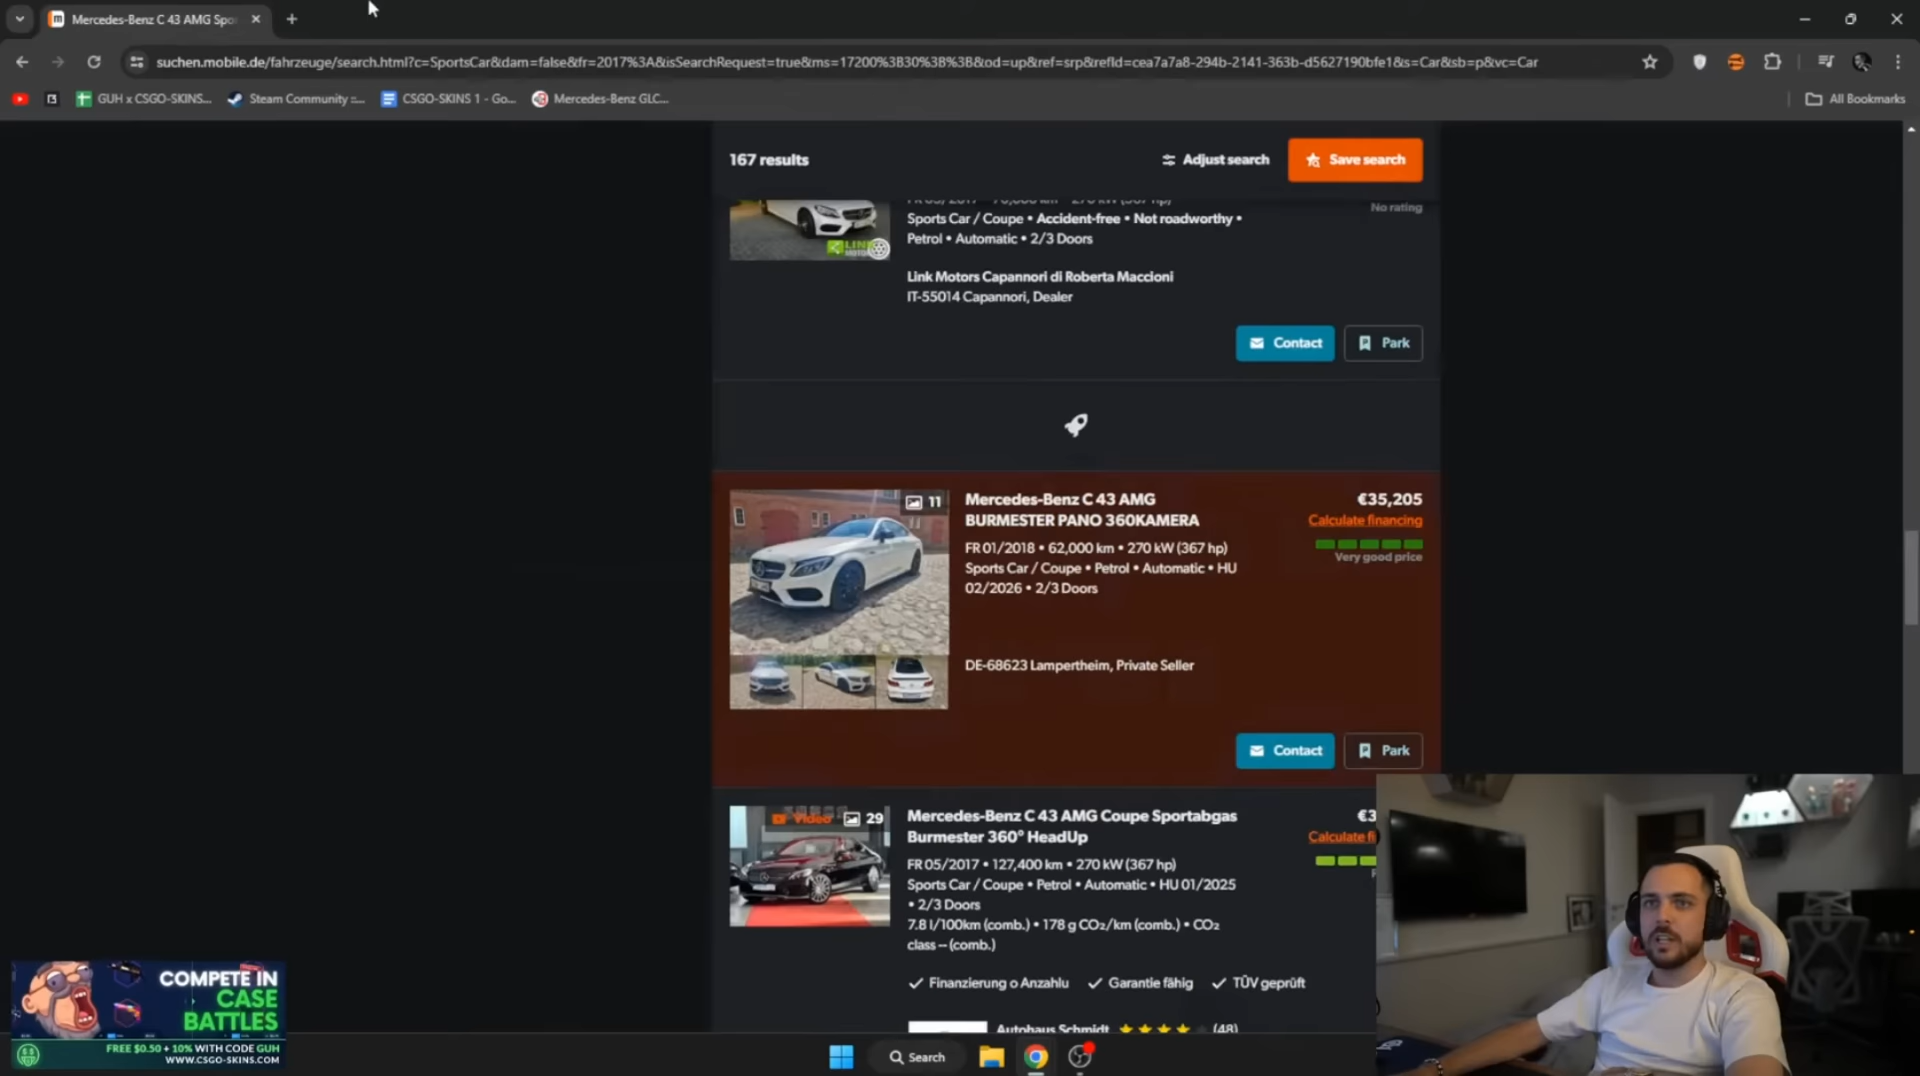 Mercedes-Benz C 43 AMG Spo
suchen.mobile.de/fahrzeuge/search.html?c=SportsCar&dam=false&fr=2017%3A&isSearchRequest=true&ms=17200%3B30%3B%3B&od=up&ref=srp&refId=cea7a7a8-294b-2141-363b-d5627190bfe1&s=Car&sb=p&vc=Car
GUH x CSGO-SKINS...
Steam Community ::...
CSGO-SKINS 1 - Go...
Mercedes-Benz GLC...
All Bookmarks
167 results
Adjust search
Save search
No rating
Sports Car / Coupe • Accident-free • Not roadworthy •
Petrol • Automatic • 2/3 Doors
Link Motors Capannori di Roberta Maccioni
IT-55014 Capannori, Dealer
Contact
Park
11
Mercedes-Benz C 43 AMG
BURMESTER PANO 360KAMERA
€35,205
Calculate financing
Very good price
FR 01/2018 • 62,000 km • 270 kW (367 hp)
Sports Car / Coupe • Petrol • Automatic • HU
02/2026 • 2/3 Doors
DE-68623 Lampertheim, Private Seller
Contact
Park
Video
29
Mercedes-Benz C 43 AMG Coupe Sportabgas
Burmester 360° HeadUp
€3
Calculate fi
FR 05/2017 • 127,400 km • 270 kW (367 hp)
Sports Car / Coupe • Petrol • Automatic • HU 01/2025
• 2/3 Doors
7.8 l/100km (comb.) • 178 g CO₂/km (comb.) • CO₂
class – (comb.)
Finanzierung o Anzahlu
Garantie fähig
TÜV geprüft
Autohaus Schmidt
(48)
COMPETE IN
CASE
BATTLES
FREE $0.50 + 10% WITH CODE GUH
WWW.CSGO-SKINS.COM
Search